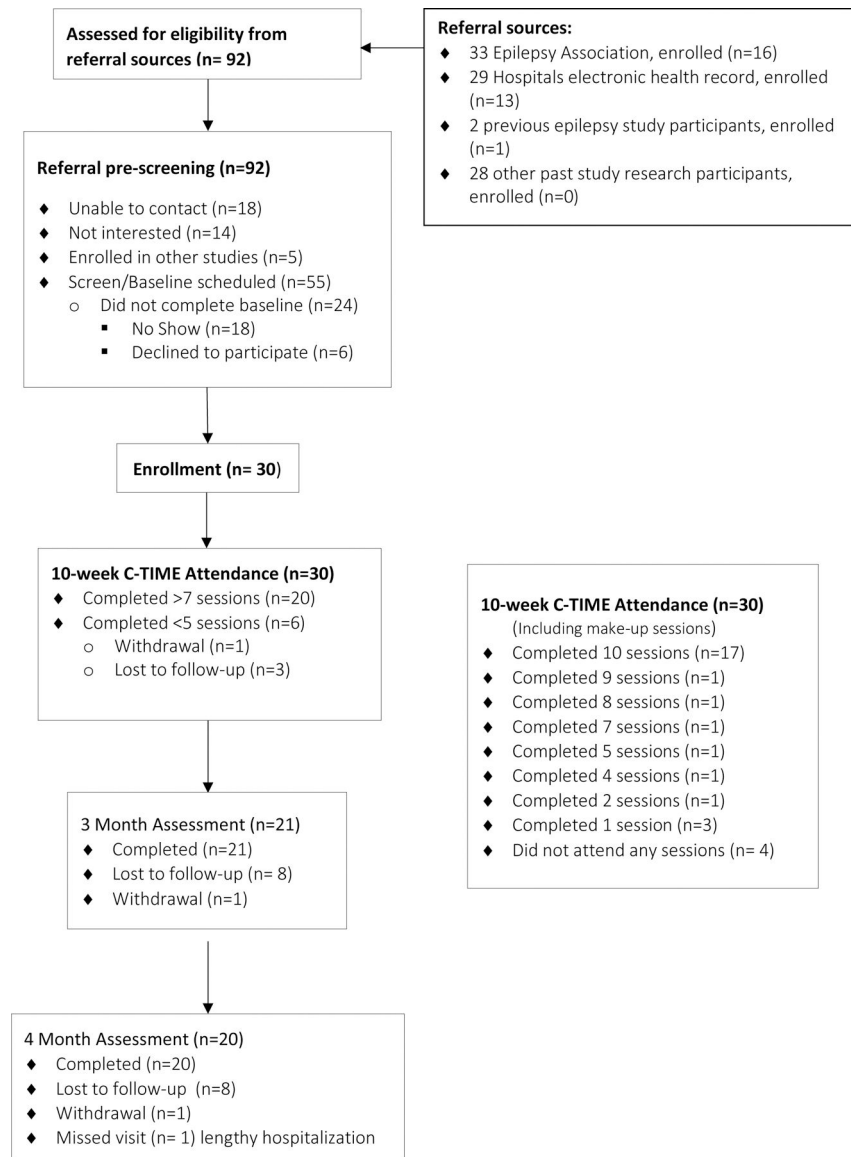 Assessed for eligibility from
referral sources (n= 92)
Referral sources:
♦ 33 Epilepsy Association, enrolled (n=16)
♦ 29 Hospitals electronic health record, enrolled
(n=13)
♦ 2 previous epilepsy study participants, enrolled
(n=1)
♦ 28 other past study research participants,
enrolled (n=0)
Referral pre-screening (n=92)
♦ Unable to contact (n=18)
♦ Not interested (n=14)
♦ Enrolled in other studies (n=5)
♦ Screen/Baseline scheduled (n=55)
o Did not complete baseline (n=24)
▪ No Show (n=18)
▪ Declined to participate (n=6)
Enrollment (n= 30)
10-week C-TIME Attendance (n=30)
♦ Completed >7 sessions (n=20)
♦ Completed <5 sessions (n=6)
o Withdrawal (n=1)
o Lost to follow-up (n=3)
10-week C-TIME Attendance (n=30)
(Including make-up sessions)
♦ Completed 10 sessions (n=17)
♦ Completed 9 sessions (n=1)
♦ Completed 8 sessions (n=1)
♦ Completed 7 sessions (n=1)
♦ Completed 5 sessions (n=1)
♦ Completed 4 sessions (n=1)
♦ Completed 2 sessions (n=1)
♦ Completed 1 session (n=3)
♦ Did not attend any sessions (n= 4)
3 Month Assessment (n=21)
♦ Completed (n=21)
♦ Lost to follow-up (n= 8)
♦ Withdrawal (n=1)
4 Month Assessment (n=20)
♦ Completed (n=20)
♦ Lost to follow-up (n=8)
♦ Withdrawal (n=1)
♦ Missed visit (n= 1) lengthy hospitalization